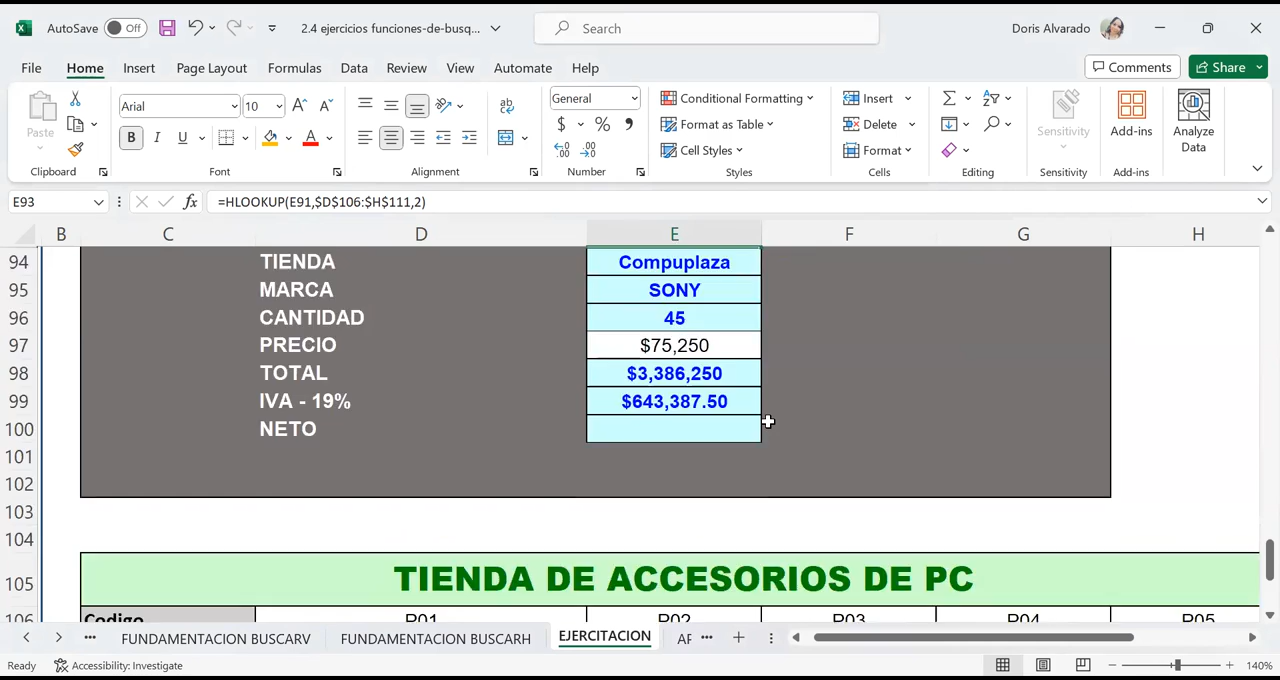 AutoSave Off 2.4 ejercicios funciones-de-busq... Search Doris Alvarado
File Home Insert Page Layout Formulas Data Review View Automate Help Comments Share
Paste Arial 10 General Conditional Formatting Insert
B I U $ % Format as Table Delete Sensitivity Add-ins Analyze Data
Cell Styles Format
Clipboard Font Alignment Number Styles Cells Editing Sensitivity Add-ins
E93 fx =HLOOKUP(E91,$D$106:$H$111,2)
B C D E F G H
94 TIENDA Compuplaza
95 MARCA SONY
96 CANTIDAD 45
97 PRECIO $75,250
98 TOTAL $3,386,250
99 IVA - 19% $643,387.50
100 NETO
101
102
103
104
105 TIENDA DE ACCESORIOS DE PC
106 Codigo P01 P02 P03 P04 P05
FUNDAMENTACION BUSCARV FUNDAMENTACION BUSCARH EJERCITACION AF
Ready Accessibility: Investigate 140%